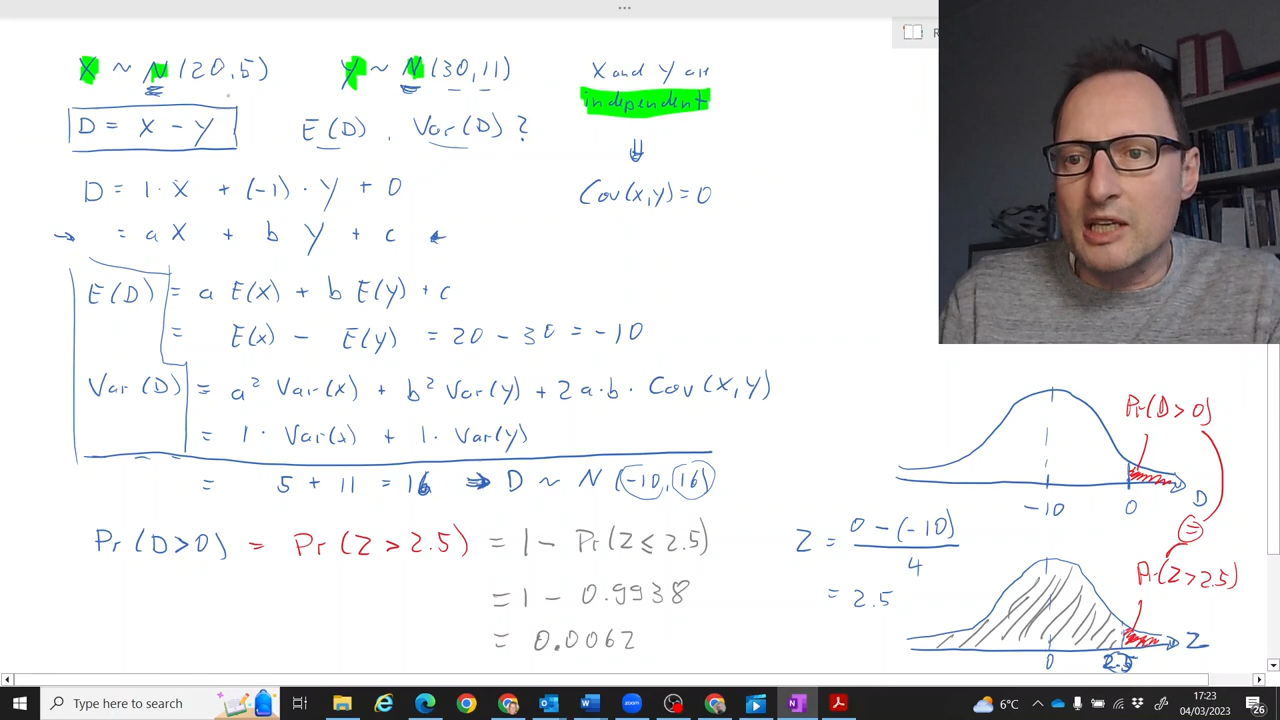 X ~ N(20,5) Y ~ N(30,11) X and Y are
independent
D = X - Y E(D), Var(D)?
⇓
D = 1·X + (-1)·Y + 0 Cov(X,Y)=0
→ = a X + b Y + c ←
E(D) = a E(X) + b E(Y) + c
= E(X) - E(Y) = 20 - 30 = -10
Var(D) = a² Var(X) + b² Var(Y) + 2a·b·Cov(X,Y)
= 1·Var(X) + 1·Var(Y)
= 5 + 11 = 16 ⇒ D ~ N(-10,16)
Pr(D>0) = Pr(Z>2.5) = 1 - Pr(Z≤2.5)
= 1 - 0.9938
= 0.0062
Z = 0-(-10)
4
= 2.5
Pr(D>0)
-10 0 D
=
Pr(Z>2.5)
Z
0 2.5
Type here to search
6°C
17:23
04/03/2023
26